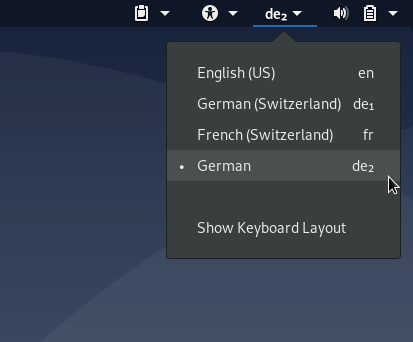 de₂
English (US) en
German (Switzerland) de₁
French (Switzerland) fr
German de₂
Show Keyboard Layout